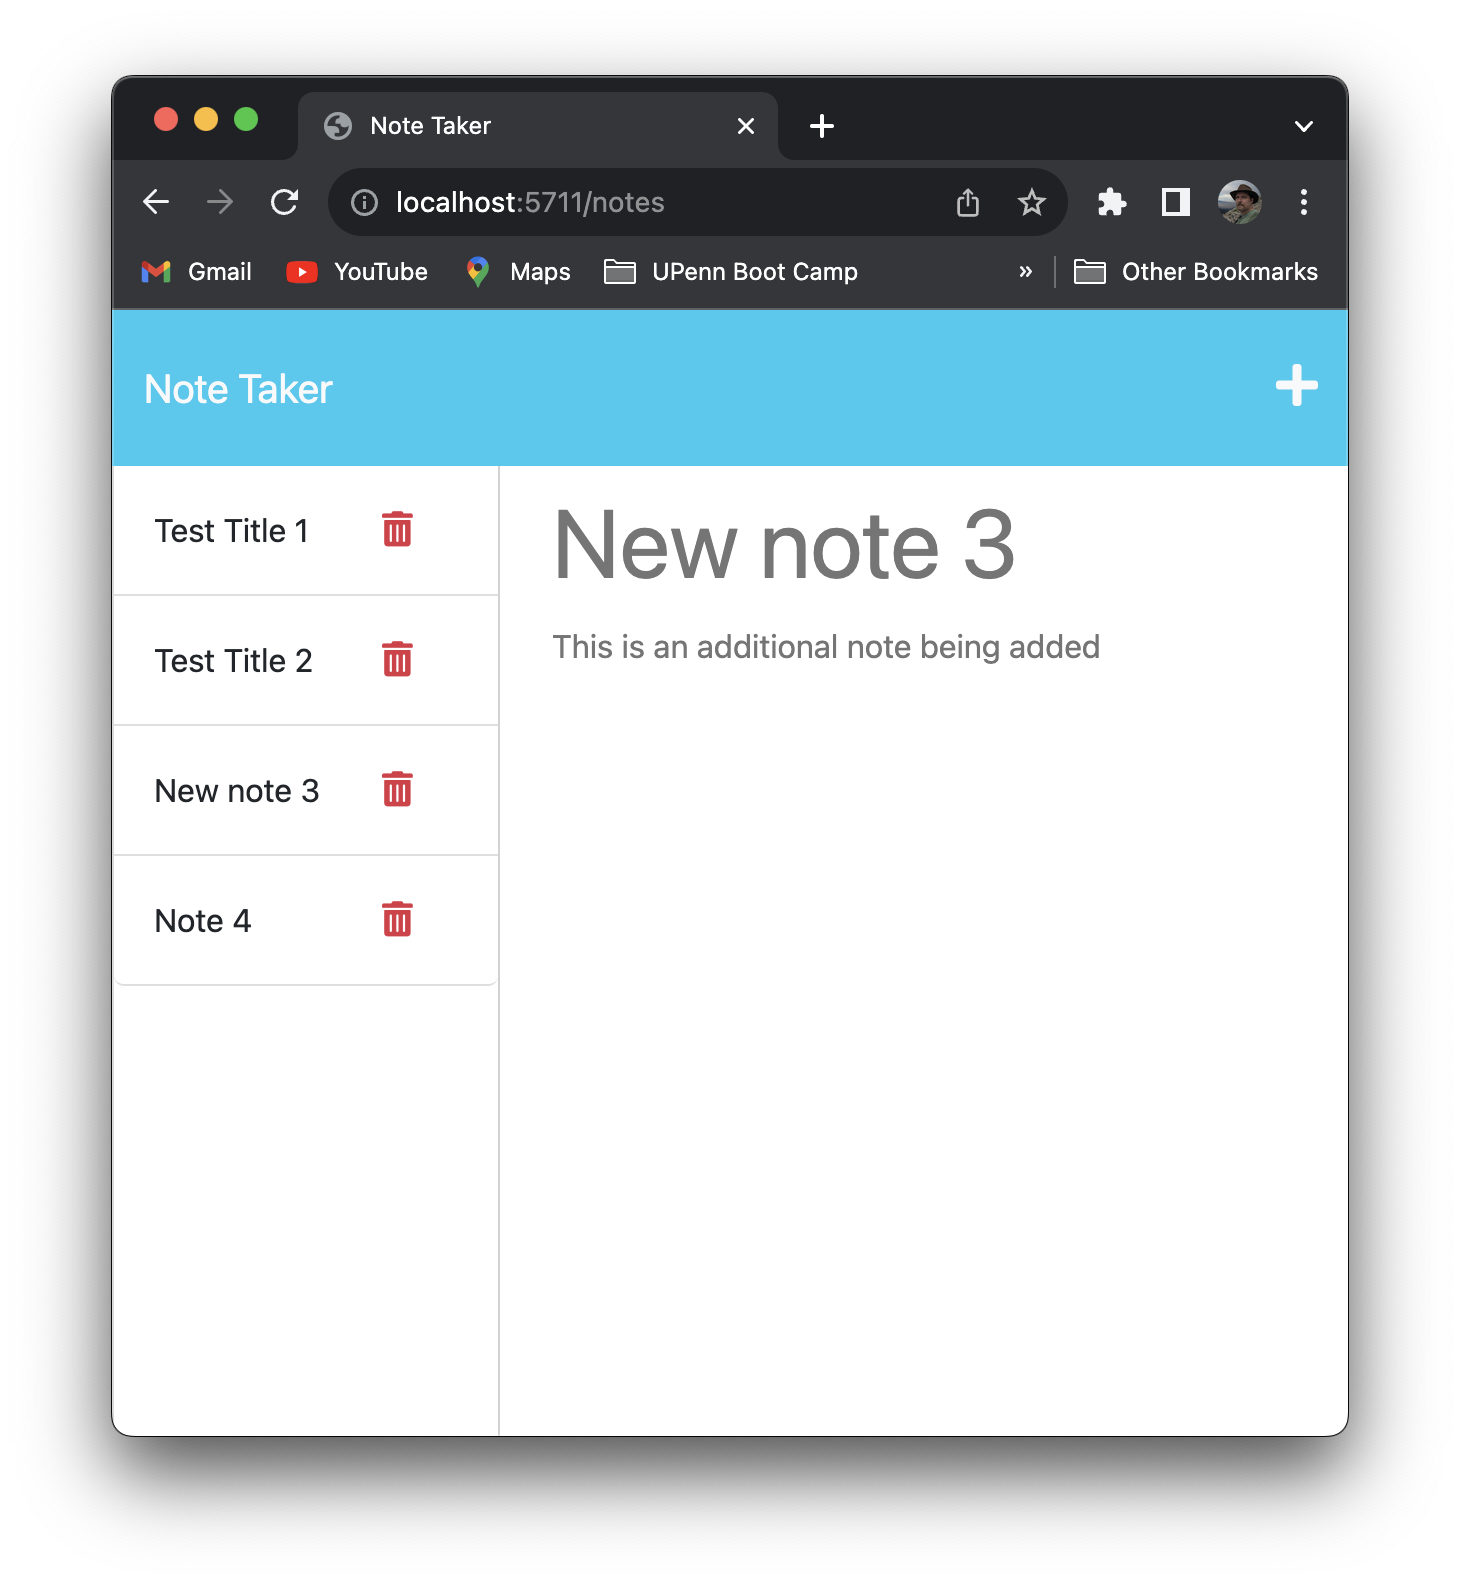 Note Taker
localhost:5711/notes
Gmail YouTube Maps UPenn Boot Camp » Other Bookmarks
Note Taker
Test Title 1
Test Title 2
New note 3
Note 4
New note 3
This is an additional note being added